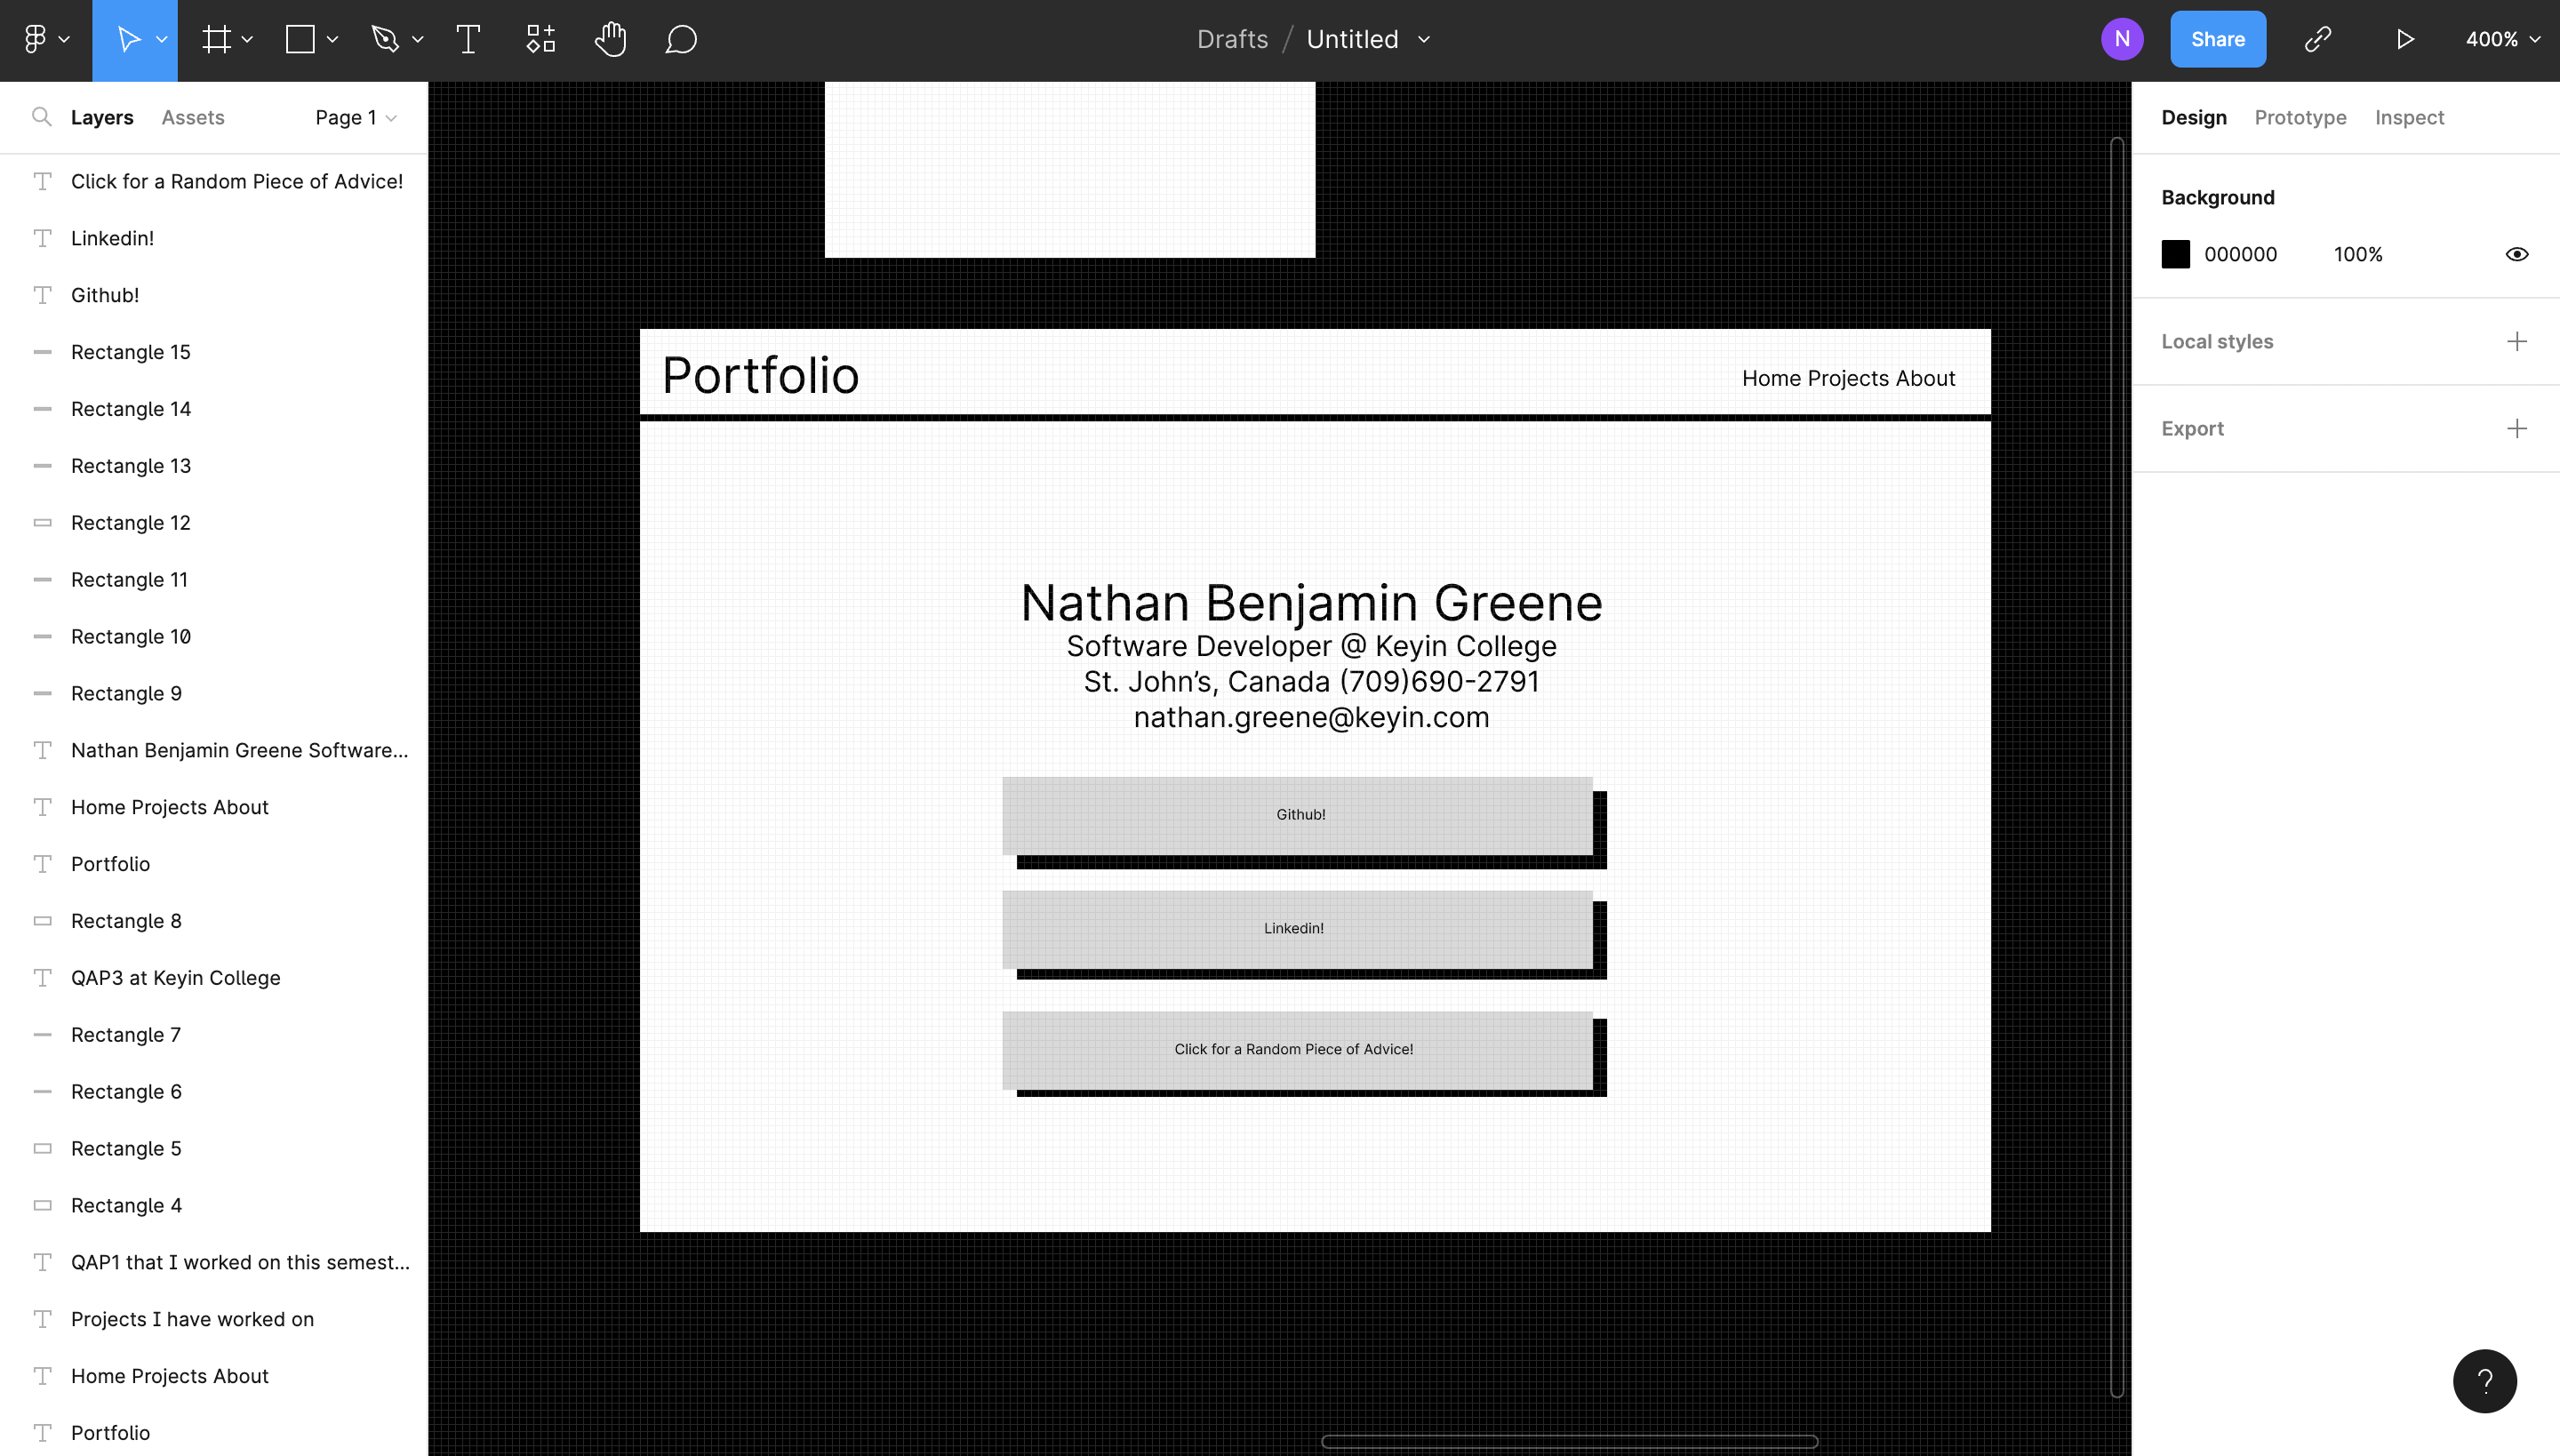 Drafts / Untitled
N
Share
400%
Layers Assets Page 1
Click for a Random Piece of Advice!
Linkedin!
Github!
Rectangle 15
Rectangle 14
Rectangle 13
Rectangle 12
Rectangle 11
Rectangle 10
Rectangle 9
Nathan Benjamin Greene Software...
Home Projects About
Portfolio
Rectangle 8
QAP3 at Keyin College
Rectangle 7
Rectangle 6
Rectangle 5
Rectangle 4
QAP1 that I worked on this semest...
Projects I have worked on
Home Projects About
Portfolio
Portfolio
Home Projects About
Nathan Benjamin Greene
Software Developer @ Keyin College
St. John’s, Canada (709)690-2791
nathan.greene@keyin.com
Github!
Linkedin!
Click for a Random Piece of Advice!
Design Prototype Inspect
Background
000000 100%
Local styles
Export
?